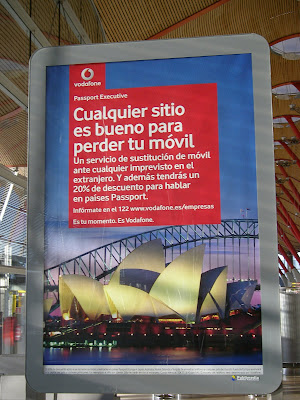 vodafone
Passport Executive
Cualquier sitio
es bueno para
perder tu móvil
Un servicio de sustitución de móvil
ante cualquier imprevisto en el
extranjero. Y además tendrás un
20% de descuento para hablar
en países Passport.
Infórmate en el 122 www.vodafone.es/empresas
Es tu momento. Es Vodafone.